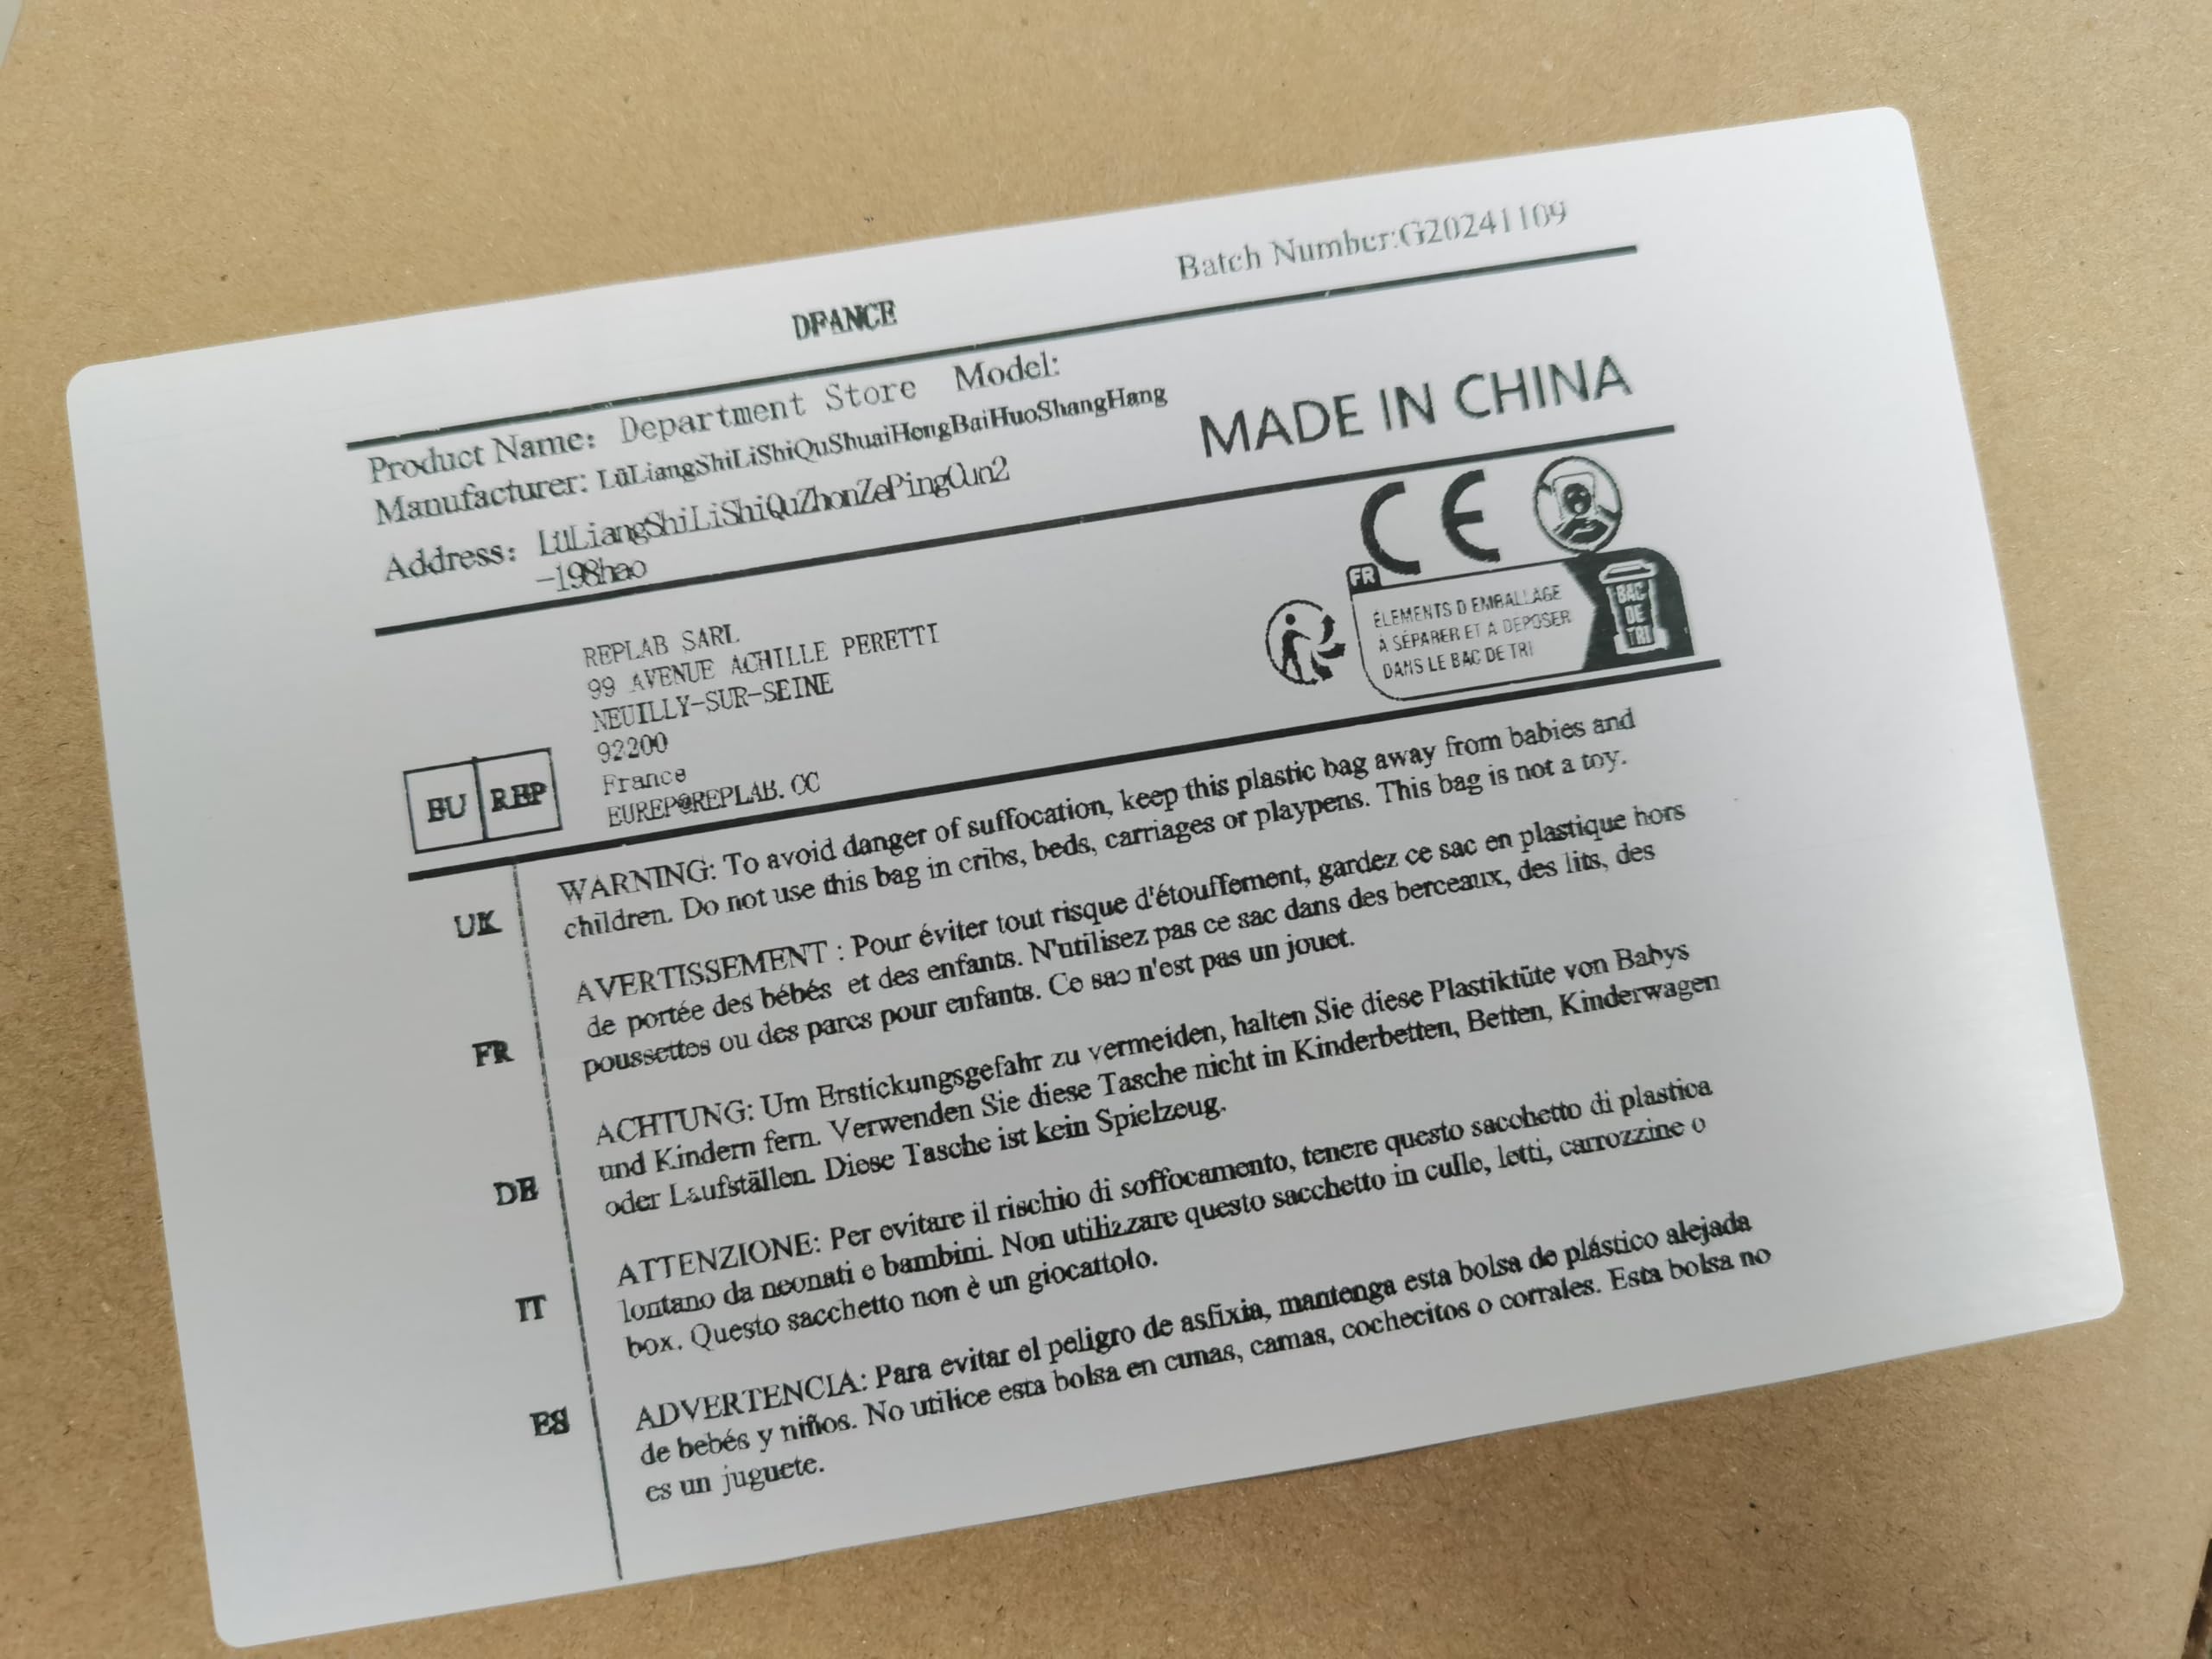 Batch Number:G20241109
DFANCE
Product Name: Department Store Model:
Manufacturer: LüLiangShiLiShiQuShuaiHongBaiHuoShangHang
Address: LüLiangShiLiShiQuZhonZePingCun2
-198hao
MADE IN CHINA
CE
FR
ÉLEMENTS D EMBALLAGE
À SÉPARER ET A DEPOSER
DANS LE BAC DE TRI
BAC
DE
TRI
EU REP
REPLAB SARL
99 AVENUE ACHILLE PERETTI
NEUILLY-SUR-SEINE
92200
France
EUREP@REPLAB.CC
UK
WARNING: To avoid danger of suffocation, keep this plastic bag away from babies and
children. Do not use this bag in cribs, beds, carriages or playpens. This bag is not a toy.
FR
AVERTISSEMENT : Pour éviter tout risque d'étouffement, gardez ce sac en plastique hors
de portée des bébés et des enfants. N'utilisez pas ce sac dans des berceaux, des lits, des
poussettes ou des parcs pour enfants. Ce sac n'est pas un jouet.
DE
ACHTUNG: Um Erstickungsgefahr zu vermeiden, halten Sie diese Plastiktüte von Babys
und Kindern fern. Verwenden Sie diese Tasche nicht in Kinderbetten, Betten, Kinderwagen
oder Laufställen. Diese Tasche ist kein Spielzeug.
IT
ATTENZIONE: Per evitare il rischio di soffocamento, tenere questo sacchetto di plastica
lontano da neonati e bambini. Non utilizzare questo sacchetto in culle, letti, carrozzine o
box. Questo sacchetto non è un giocattolo.
ES
ADVERTENCIA: Para evitar el peligro de asfixia, mantenga esta bolsa de plástico alejada
de bebés y niños. No utilice esta bolsa en cunas, camas, cochecitos o corrales. Esta bolsa no
es un juguete.